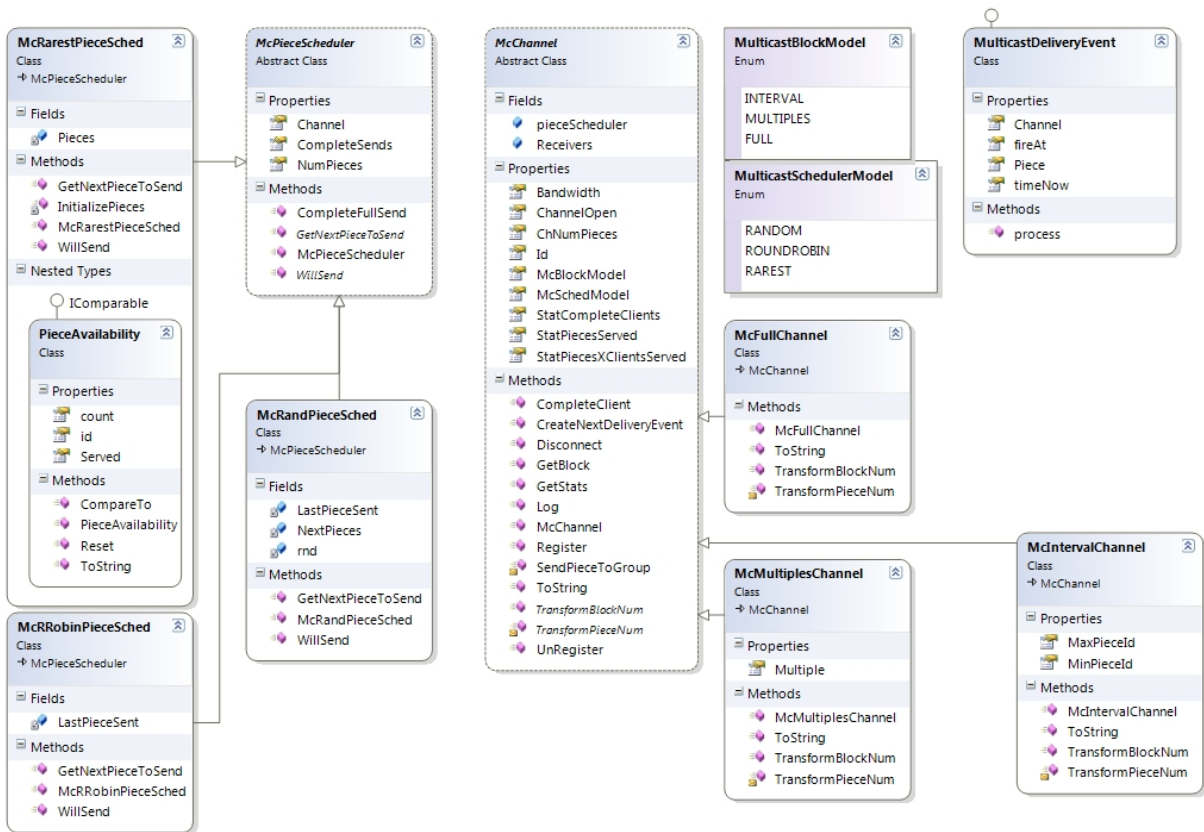 McRarestPieceSched
Class
McPieceScheduler
Fields
Pieces
Methods
GetNextPieceToSend
InitializePieces
McRarestPieceSched
WillSend
Nested Types
IComparable
PieceAvailability
Class
Properties
count
id
Served
Methods
CompareTo
PieceAvailability
Reset
ToString
McRRobinPieceSched
Class
McPieceScheduler
Fields
LastPieceSent
Methods
GetNextPieceToSend
McRRobinPieceSched
WillSend
McPieceScheduler
Abstract Class
Properties
Channel
CompleteSends
NumPieces
Methods
CompleteFullSend
GetNextPieceToSend
McPieceScheduler
WillSend
McRandPieceSched
Class
McPieceScheduler
Fields
LastPieceSent
NextPieces
rnd
Methods
GetNextPieceToSend
McRandPieceSched
WillSend
McChannel
Abstract Class
Fields
pieceScheduler
Receivers
Properties
Bandwidth
ChannelOpen
ChNumPieces
Id
McBlockModel
McSchedModel
StatCompleteClients
StatPiecesServed
StatPiecesXClientsServed
Methods
CompleteClient
CreateNextDeliveryEvent
Disconnect
GetBlock
GetStats
Log
McChannel
Register
SendPieceToGroup
ToString
TransformBlockNum
TransformPieceNum
UnRegister
MulticastBlockModel
Enum
INTERVAL
MULTIPLES
FULL
MulticastSchedulerModel
Enum
RANDOM
ROUNDROBIN
RAREST
McFullChannel
Class
McChannel
Methods
McFullChannel
ToString
TransformBlockNum
TransformPieceNum
McMultiplesChannel
Class
McChannel
Properties
Multiple
Methods
McMultiplesChannel
ToString
TransformBlockNum
TransformPieceNum
MulticastDeliveryEvent
Class
Properties
Channel
fireAt
Piece
timeNow
Methods
process
McIntervalChannel
Class
McChannel
Properties
MaxPieceId
MinPieceId
Methods
McIntervalChannel
ToString
TransformBlockNum
TransformPieceNum